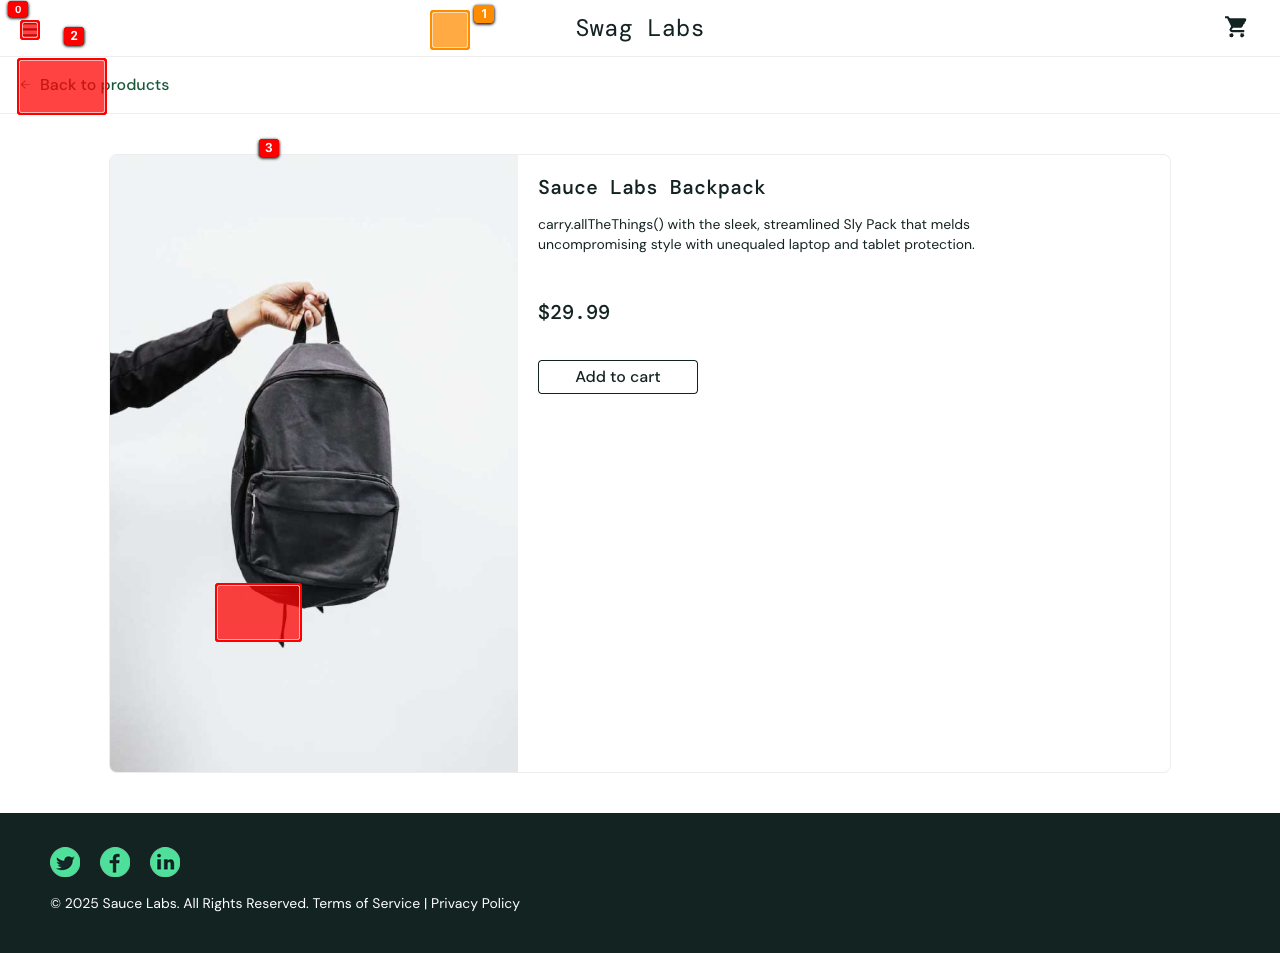 0
1
Swag Labs
2
← Back to products
3
Sauce Labs Backpack
carry.allTheThings() with the sleek, streamlined Sly Pack that melds
uncompromising style with unequaled laptop and tablet protection.
$29.99
Add to cart
© 2025 Sauce Labs. All Rights Reserved. Terms of Service | Privacy Policy